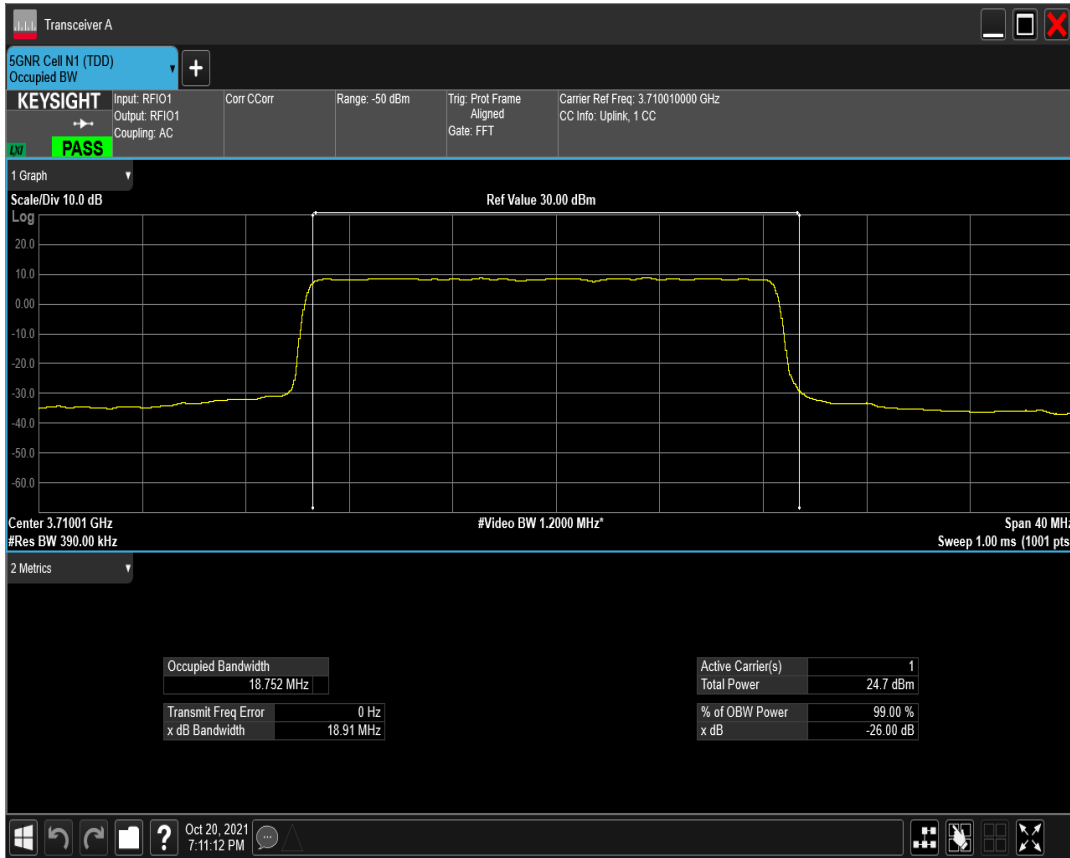 Transceiver A
5GNR Cell N1 (TDD)
Occupied BW
+
KEYSIGHT
LXI
PASS
Input: RFIO1
Output: RFIO1
Coupling: AC
Corr CCorr
Range: -50 dBm
Trig: Prot Frame
Aligned
Gate: FFT
Carrier Ref Freq: 3.710010000 GHz
CC Info: Uplink, 1 CC
1 Graph
Scale/Div 10.0 dB
Ref Value 30.00 dBm
Log
20.0
10.0
0.00
-10.0
-20.0
-30.0
-40.0
-50.0
-60.0
Center 3.71001 GHz
#Video BW 1.2000 MHz*
Span 40 MHz
#Res BW 390.00 kHz
Sweep 1.00 ms (1001 pts
2 Metrics
Occupied Bandwidth
18.752 MHz
Transmit Freq Error 0 Hz
x dB Bandwidth 18.91 MHz
Active Carrier(s) 1
Total Power 24.7 dBm
% of OBW Power 99.00 %
x dB -26.00 dB
?
Oct 20, 2021
7:11:12 PM